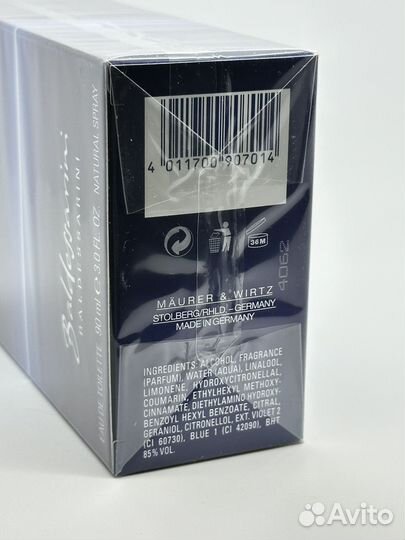 Baldessarini
BALDESSARINI
EAU DE TOILETTE 90 ml e 3.0 FL. OZ. NATURAL SPRAY
4 011700 907014
36M
4062
MÄURER & WIRTZ
STOLBERG/RHLD. – GERMANY
MADE IN GERMANY
INGREDIENTS: ALCOHOL, FRAGRANCE
(PARFUM), WATER (AQUA), LINALOOL,
LIMONENE, HYDROXYCITRONELLAL,
COUMARIN, ETHYLHEXYL METHOXY-
CINNAMATE, DIETHYLAMINO HYDROXY-
BENZOYL HEXYL BENZOATE, CITRAL,
GERANIOL, CITRONELLOL, EXT. VIOLET 2
(CI 60730), BLUE 1 (CI 42090), BHT
85% VOL.
Avito